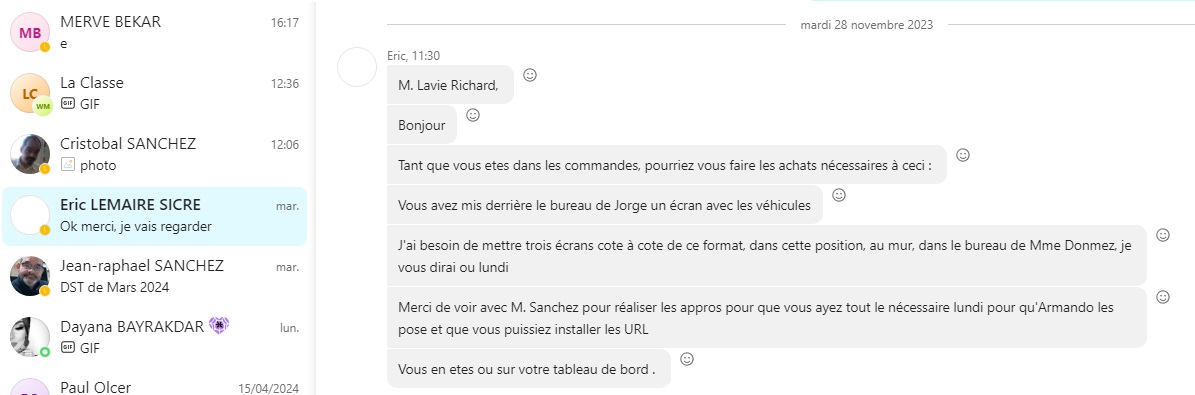 MB
MERVE BEKAR
16:17
e
LC
WM
La Classe
12:36
GIF
GIF
Cristobal SANCHEZ
12:06
photo
Eric LEMAIRE SICRE
mar.
Ok merci, je vais regarder
Jean-raphael SANCHEZ
mar.
DST de Mars 2024
Dayana BAYRAKDAR
lun.
GIF
GIF
Paul Olcer
15/04/2024
mardi 28 novembre 2023
Eric, 11:30
M. Lavie Richard,
Bonjour
Tant que vous etes dans les commandes, pourriez vous faire les achats nécessaires à ceci :
Vous avez mis derrière le bureau de Jorge un écran avec les véhicules
J'ai besoin de mettre trois écrans cote à cote de ce format, dans cette position, au mur, dans le bureau de Mme Donmez, je
vous dirai ou lundi
Merci de voir avec M. Sanchez pour réaliser les appros pour que vous ayez tout le nécessaire lundi pour qu'Armando les
pose et que vous puissiez installer les URL
Vous en etes ou sur votre tableau de bord .